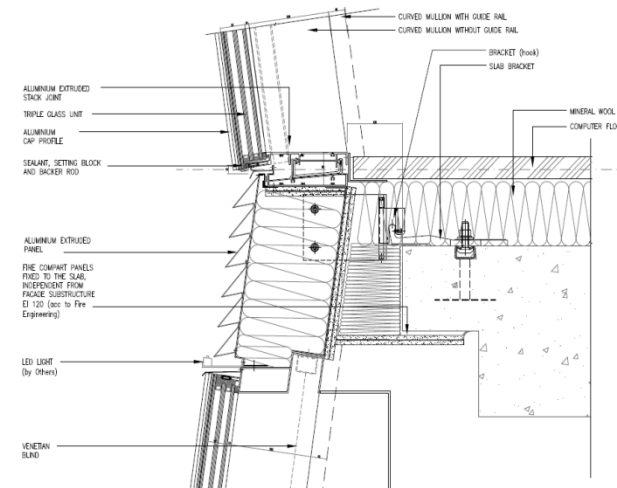 CURVED MULLION WITH GUIDE RAIL
CURVED MULLION WITHOUT GUIDE RAIL
BRACKET (hook)
SLAB BRACKET
MINERAL WOOL
COMPUTER FLO
ALUMINIUM EXTRUDED
STACK JOINT
TRIPLE GLASS UNIT
ALUMINIUM
CAP PROFILE
SEALANT, SETTING BLOCK
AND BACKER ROD
ALUMINIUM EXTRUDED
PANEL
FIRE COMPART PANELS
FIXED TO THE SLAB,
INDEPENDENT FROM
FACADE SUBSTRUCTURE
EI 120 (acc to Fire
Engineering)
LED LIGHT
(by Others)
VENETIAN
BLIND